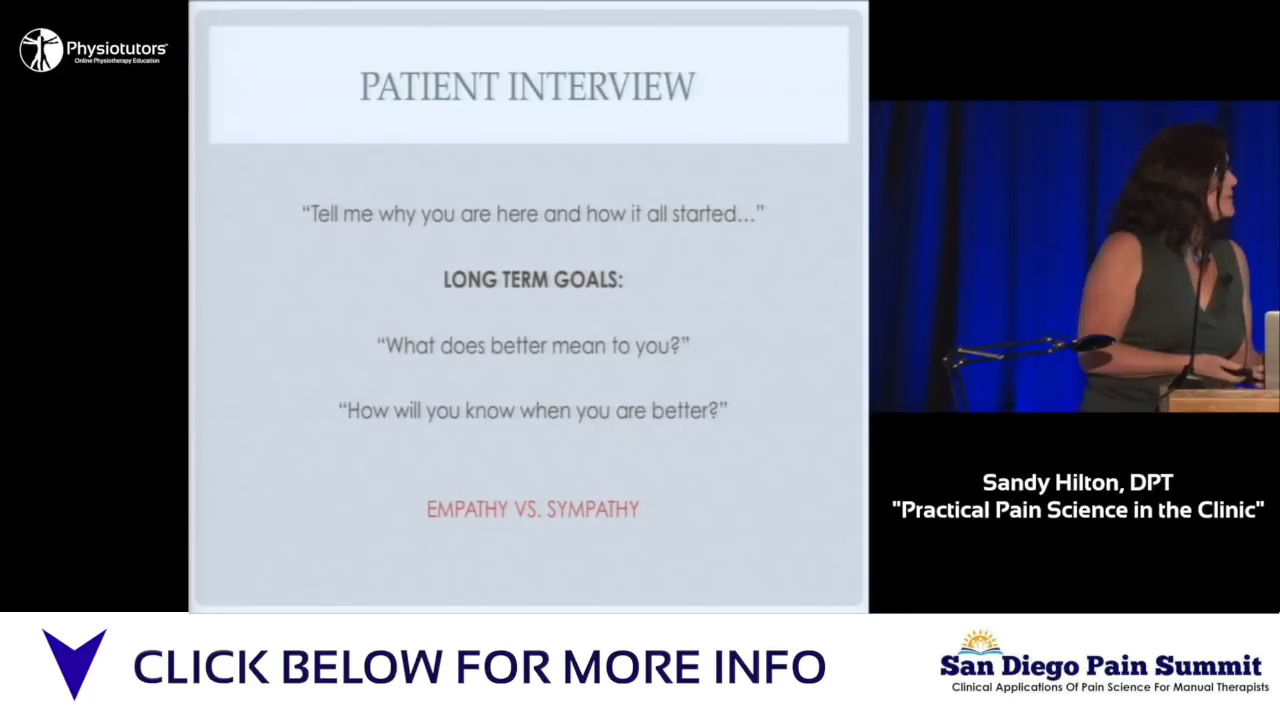 Physiotutors
Online Physiotherapy Education
PATIENT INTERVIEW
“Tell me why you are here and how it all started...”
LONG TERM GOALS:
“What does better mean to you?”
“How will you know when you are better?”
EMPATHY VS. SYMPATHY
Sandy Hilton, DPT
"Practical Pain Science in the Clinic"
CLICK BELOW FOR MORE INFO
San Diego Pain Summit
Clinical Applications Of Pain Science For Manual Therapists